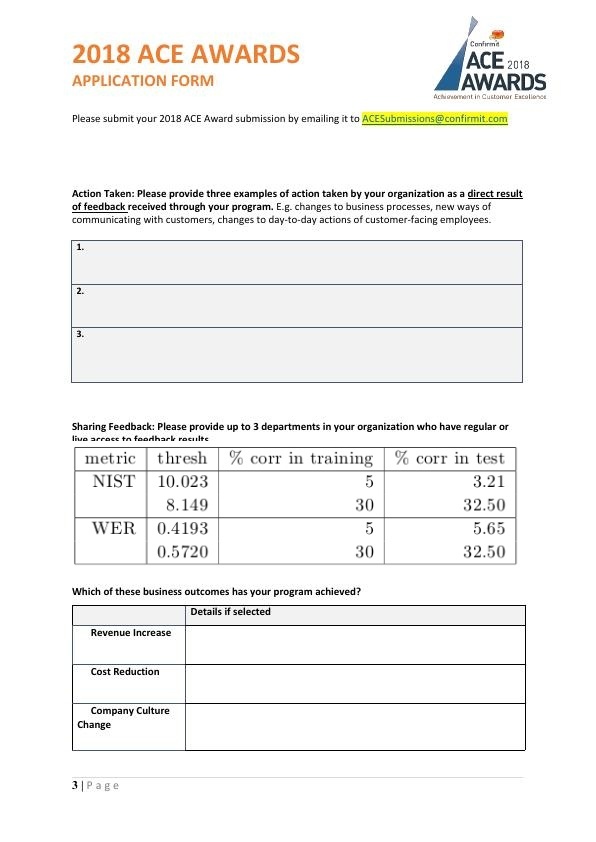 2018 ACE AWARDS
APPLICATION FORM
Confirmit
ACE 2018
AWARDS
Achievement in Customer Excellence
Please submit your 2018 ACE Award submission by emailing it to ACESubmissions@confirmit.com
Action Taken: Please provide three examples of action taken by your organization as a direct result
of feedback received through your program. E.g. changes to business processes, new ways of
communicating with customers, changes to day-to-day actions of customer-facing employees.
1.
2.
3.
Sharing Feedback: Please provide up to 3 departments in your organization who have regular or
live access to feedback results
metric thresh % corr in training % corr in test
NIST 10.023 5 3.21
8.149 30 32.50
WER 0.4193 5 5.65
0.5720 30 32.50
Which of these business outcomes has your program achieved?
Details if selected
Revenue Increase
Cost Reduction
Company Culture
Change
3 | Page